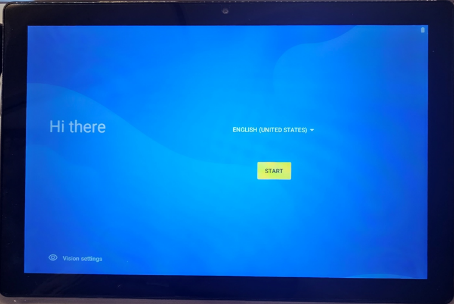 Hi there
ENGLISH (UNITED STATES)
START
Vision settings